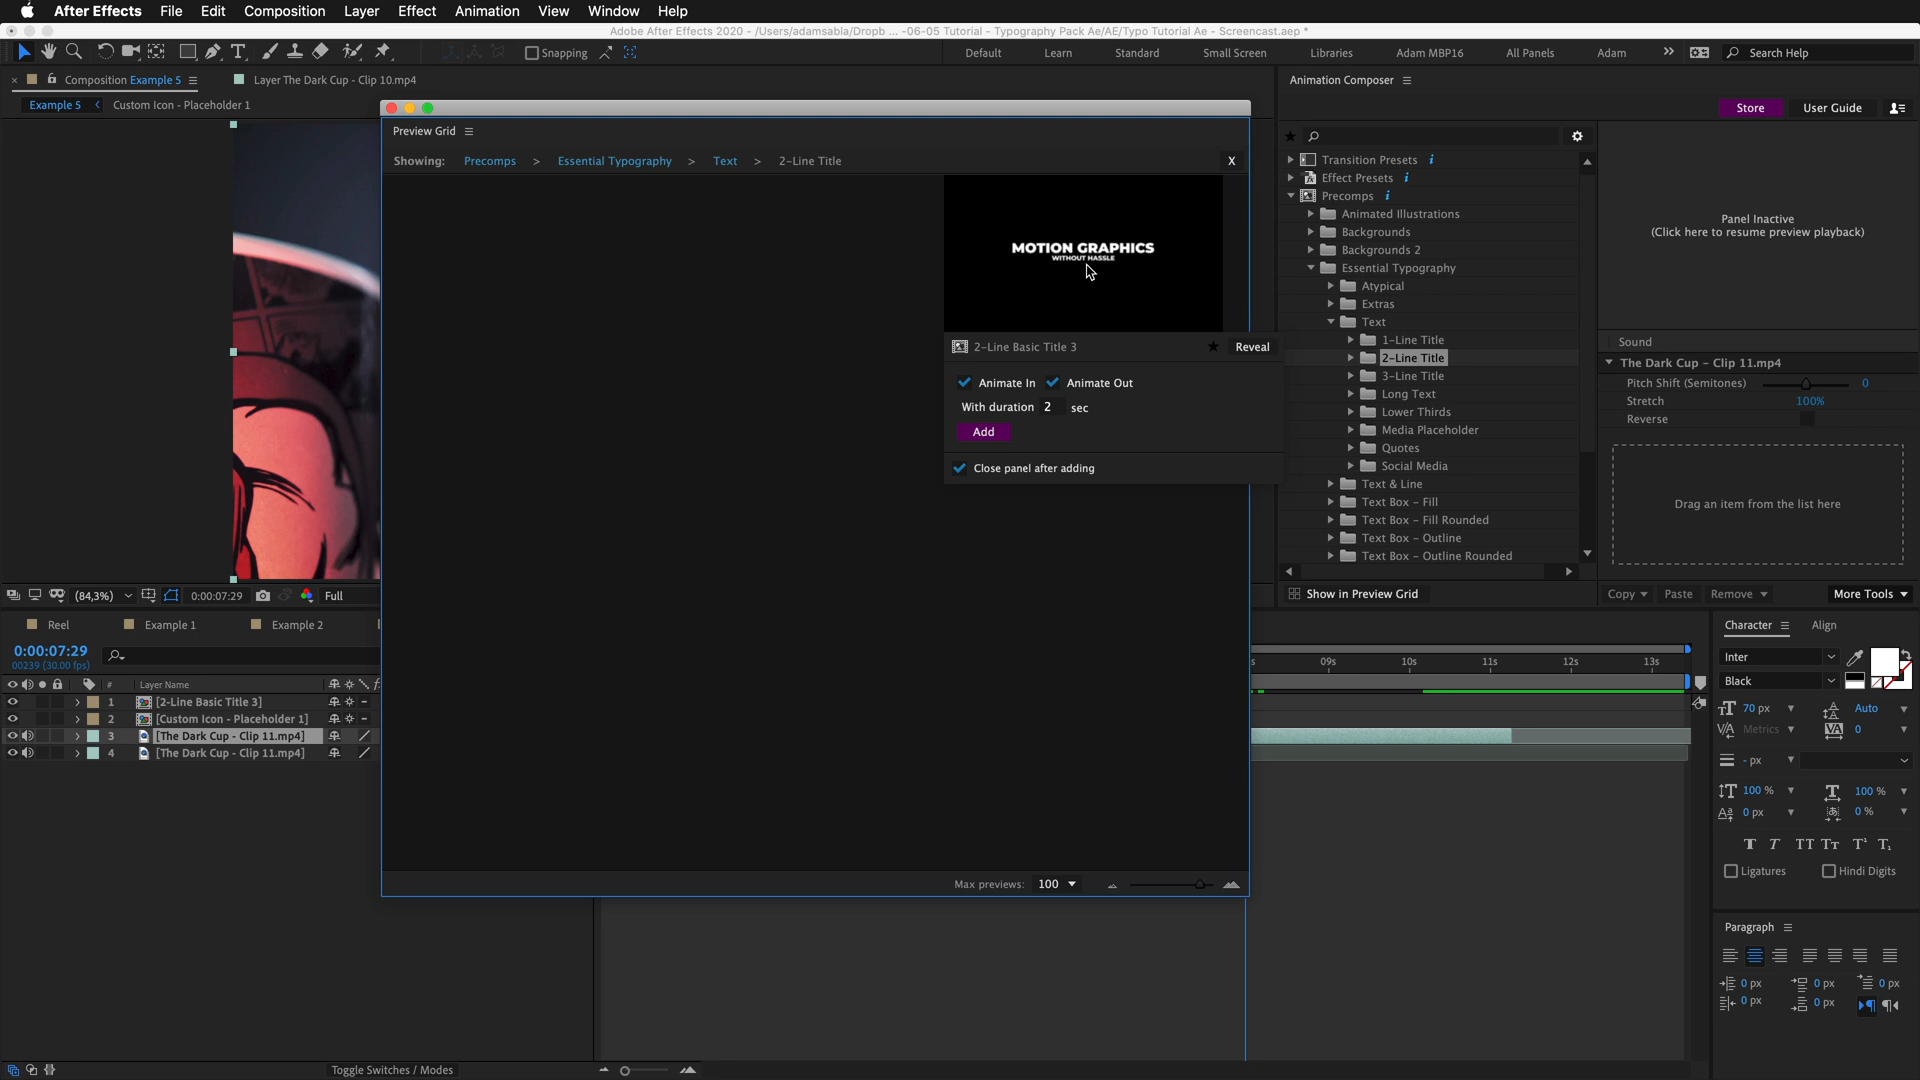 After Effects File Edit Composition Layer Effect Animation View Window Help
Adobe After Effects 2020 - /Users/adamsabla/Dropb ... -06-05 Tutorial - Typography Pack Ae/AE/Typo Tutorial Ae - Screencast.aep *
Snapping Default Learn Standard Small Screen Libraries Adam MBP16 All Panels Adam Search Help
Composition Example 5 Layer The Dark Cup - Clip 10.mp4
Example 5 Custom Icon - Placeholder 1
Preview Grid
Showing: Precomps > Essential Typography > Text > 2-Line Title X
MOTION GRAPHICS
WITHOUT HASSLE
2-Line Basic Title 3 Reveal
Animate In Animate Out
With duration 2 sec
Add
Close panel after adding
Max previews: 100
Animation Composer
Store User Guide
Transition Presets i
Effect Presets i
Precomps i
Animated Illustrations
Backgrounds
Backgrounds 2
Essential Typography
Atypical
Extras
Text
1-Line Title
2-Line Title
3-Line Title
Long Text
Lower Thirds
Media Placeholder
Quotes
Social Media
Text & Line
Text Box - Fill
Text Box - Fill Rounded
Text Box - Outline
Text Box - Outline Rounded
Show in Preview Grid
Panel Inactive
(Click here to resume preview playback)
Sound
The Dark Cup - Clip 11.mp4
Pitch Shift (Semitones) 0
Stretch 100%
Reverse
Drag an item from the list here
Copy Paste Remove More Tools
(84,3%) 0:00:07:29 Full
Reel Example 1 Example 2
0:00:07:29
00239 (30.00 fps)
# Layer Name
1 [2-Line Basic Title 3]
2 [Custom Icon - Placeholder 1]
3 [The Dark Cup - Clip 11.mp4]
4 [The Dark Cup - Clip 11.mp4]
09s 10s 11s 12s 13s
Toggle Switches / Modes
Character Align
Inter
Black
70 px Auto
Metrics 0
- px
100 % 100 %
0 px 0 %
Ligatures Hindi Digits
Paragraph
0 px 0 px 0 px
0 px 0 px